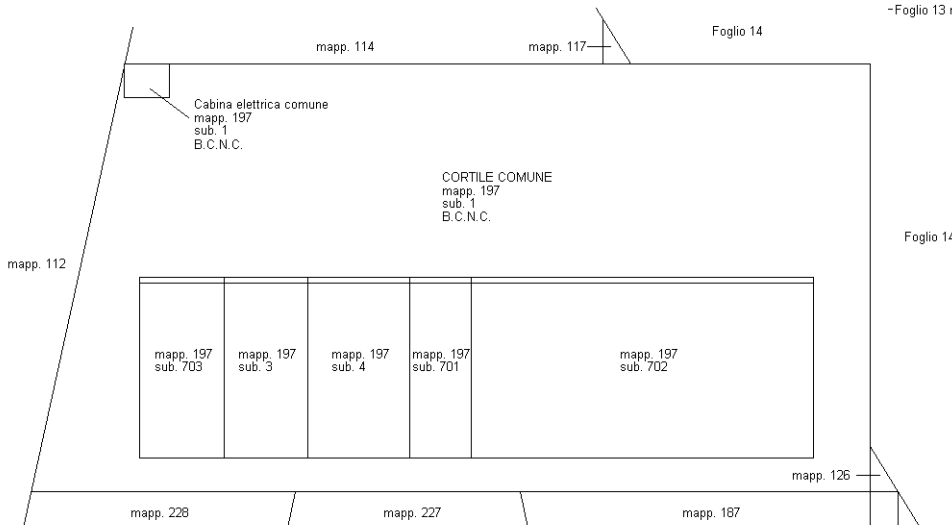 -Foglio 13
Foglio 14
mapp. 114
mapp. 117
Cabina elettrica comune
mapp. 197
sub. 1
B.C.N.C.
CORTILE COMUNE
mapp. 197
sub. 1
B.C.N.C.
Foglio 14
mapp. 112
mapp. 197
sub. 703
mapp. 197
sub. 3
mapp. 197
sub. 4
mapp. 197
sub. 701
mapp. 197
sub. 702
mapp. 126
mapp. 228
mapp. 227
mapp. 187